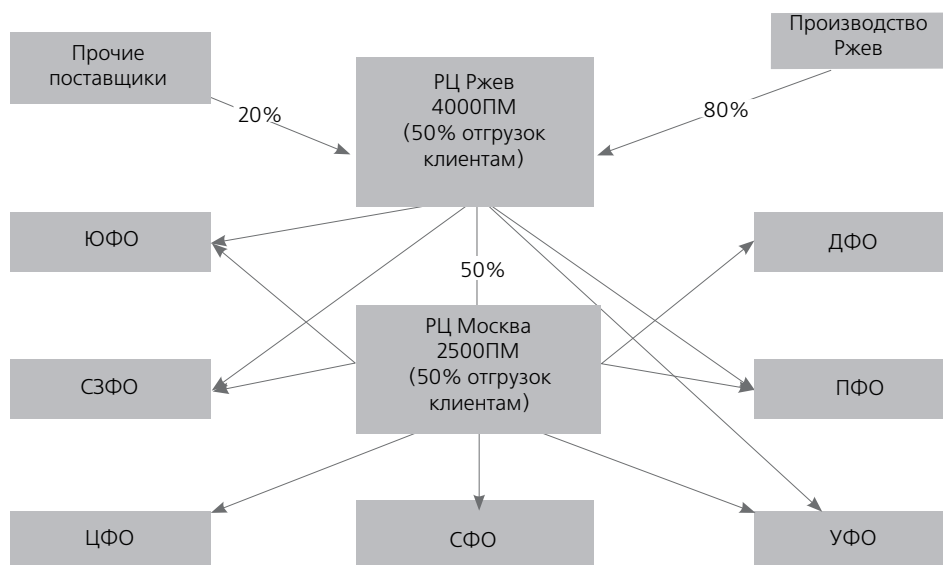 Прочие
поставщики
Производство
Ржев
РЦ Ржев
4000ПМ
(50% отгрузок
клиентам)
20%
80%
ЮФО
ДФО
50%
РЦ Москва
2500ПМ
(50% отгрузок
клиентам)
СЗФО
ПФО
ЦФО
СФО
УФО